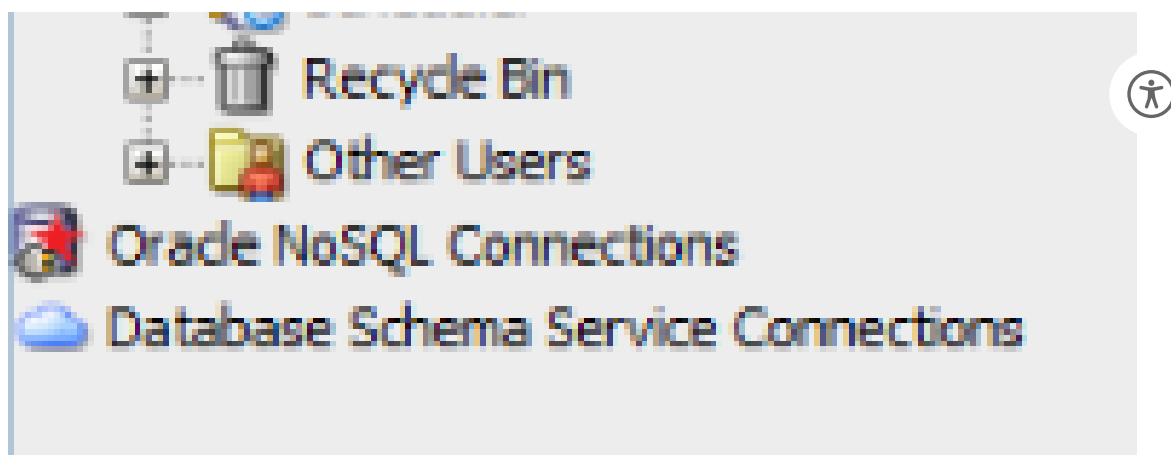 Recycle Bin
Other Users
Oracle NoSQL Connections
Database Schema Service Connections